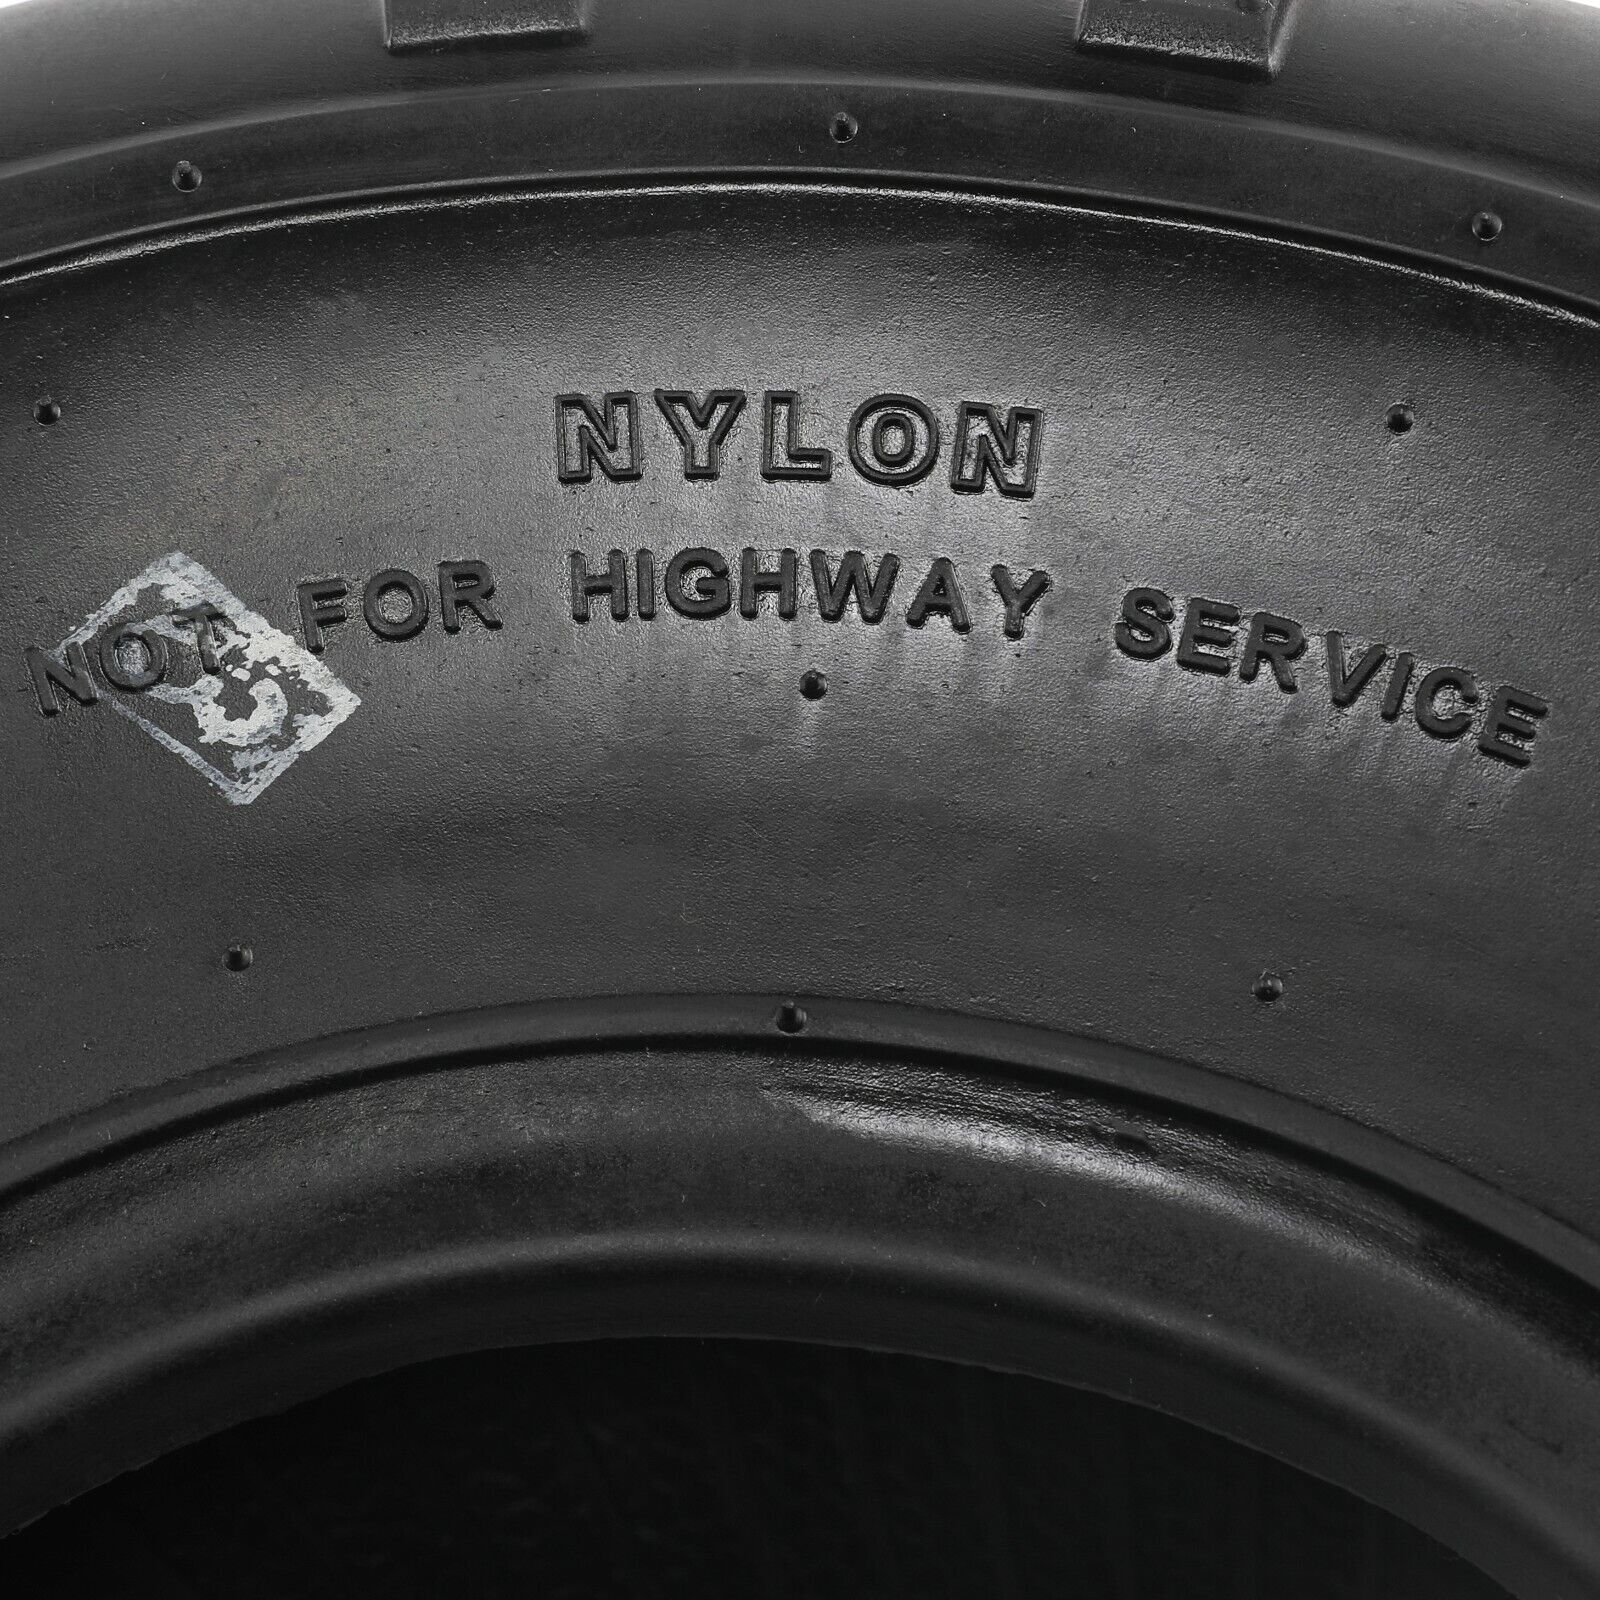 NYLON
NOT FOR HIGHWAY SERVICE